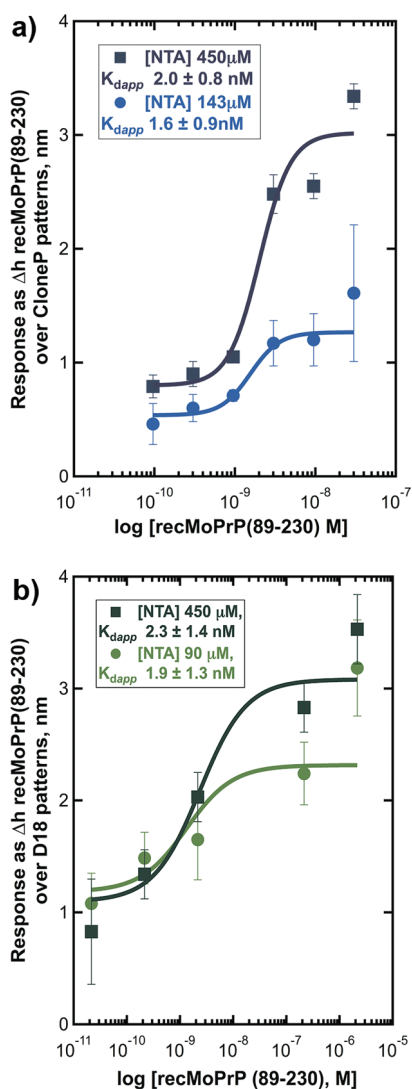 a)
[NTA] 450μM
Kdapp 2.0 ± 0.8 nM
[NTA] 143μM
Kdapp 1.6 ± 0.9nM
Response as Δh recMoPrP(89-230)
over CloneP patterns, nm
4
3
2
1
0
10-11 10-10 10-9 10-8 10-7
log [recMoPrP(89-230) M]
b)
[NTA] 450 μM,
Kdapp 2.3 ± 1.4 nM
[NTA] 90 μM,
Kdapp 1.9 ± 1.3 nM
Response as Δh recMoPrP(89-230)
over D18 patterns, nm
4
3
2
1
0
10-11 10-10 10-9 10-8 10-7 10-6 10-5
log [recMoPrP (89-230), M]